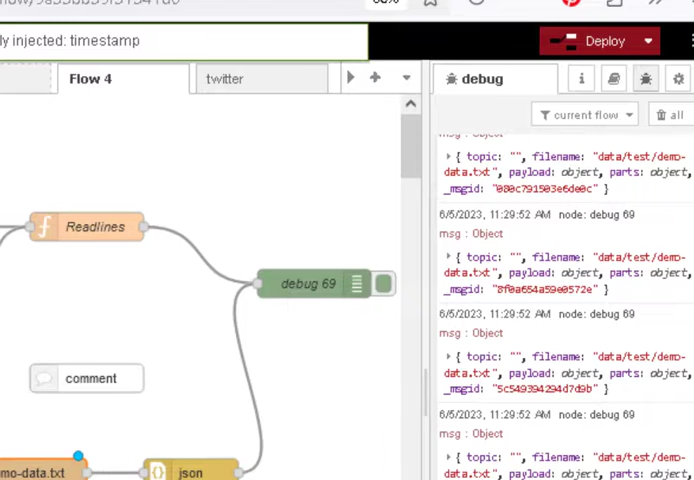 ly injected: timestamp
Deploy
Flow 4
twitter
debug
i
current flow
all
msg : Object
{ topic: "", filename: "data/test/demo-
data.txt", payload: object, parts: object,
_msgid: "080c791503e6de0c" }
6/5/2023, 11:29:52 AM node: debug 69
msg : Object
{ topic: "", filename: "data/test/demo-
data.txt", payload: object, parts: object,
_msgid: "8f0a654a59e0572e" }
6/5/2023, 11:29:52 AM node: debug 69
msg : Object
{ topic: "", filename: "data/test/demo-
data.txt", payload: object, parts: object,
_msgid: "5c549394294d7d9b" }
6/5/2023, 11:29:52 AM node: debug 69
msg : Object
{ topic: "", filename: "data/test/demo-
data.txt", payload: object, parts: object,
Readlines
debug 69
comment
mo-data.txt
json